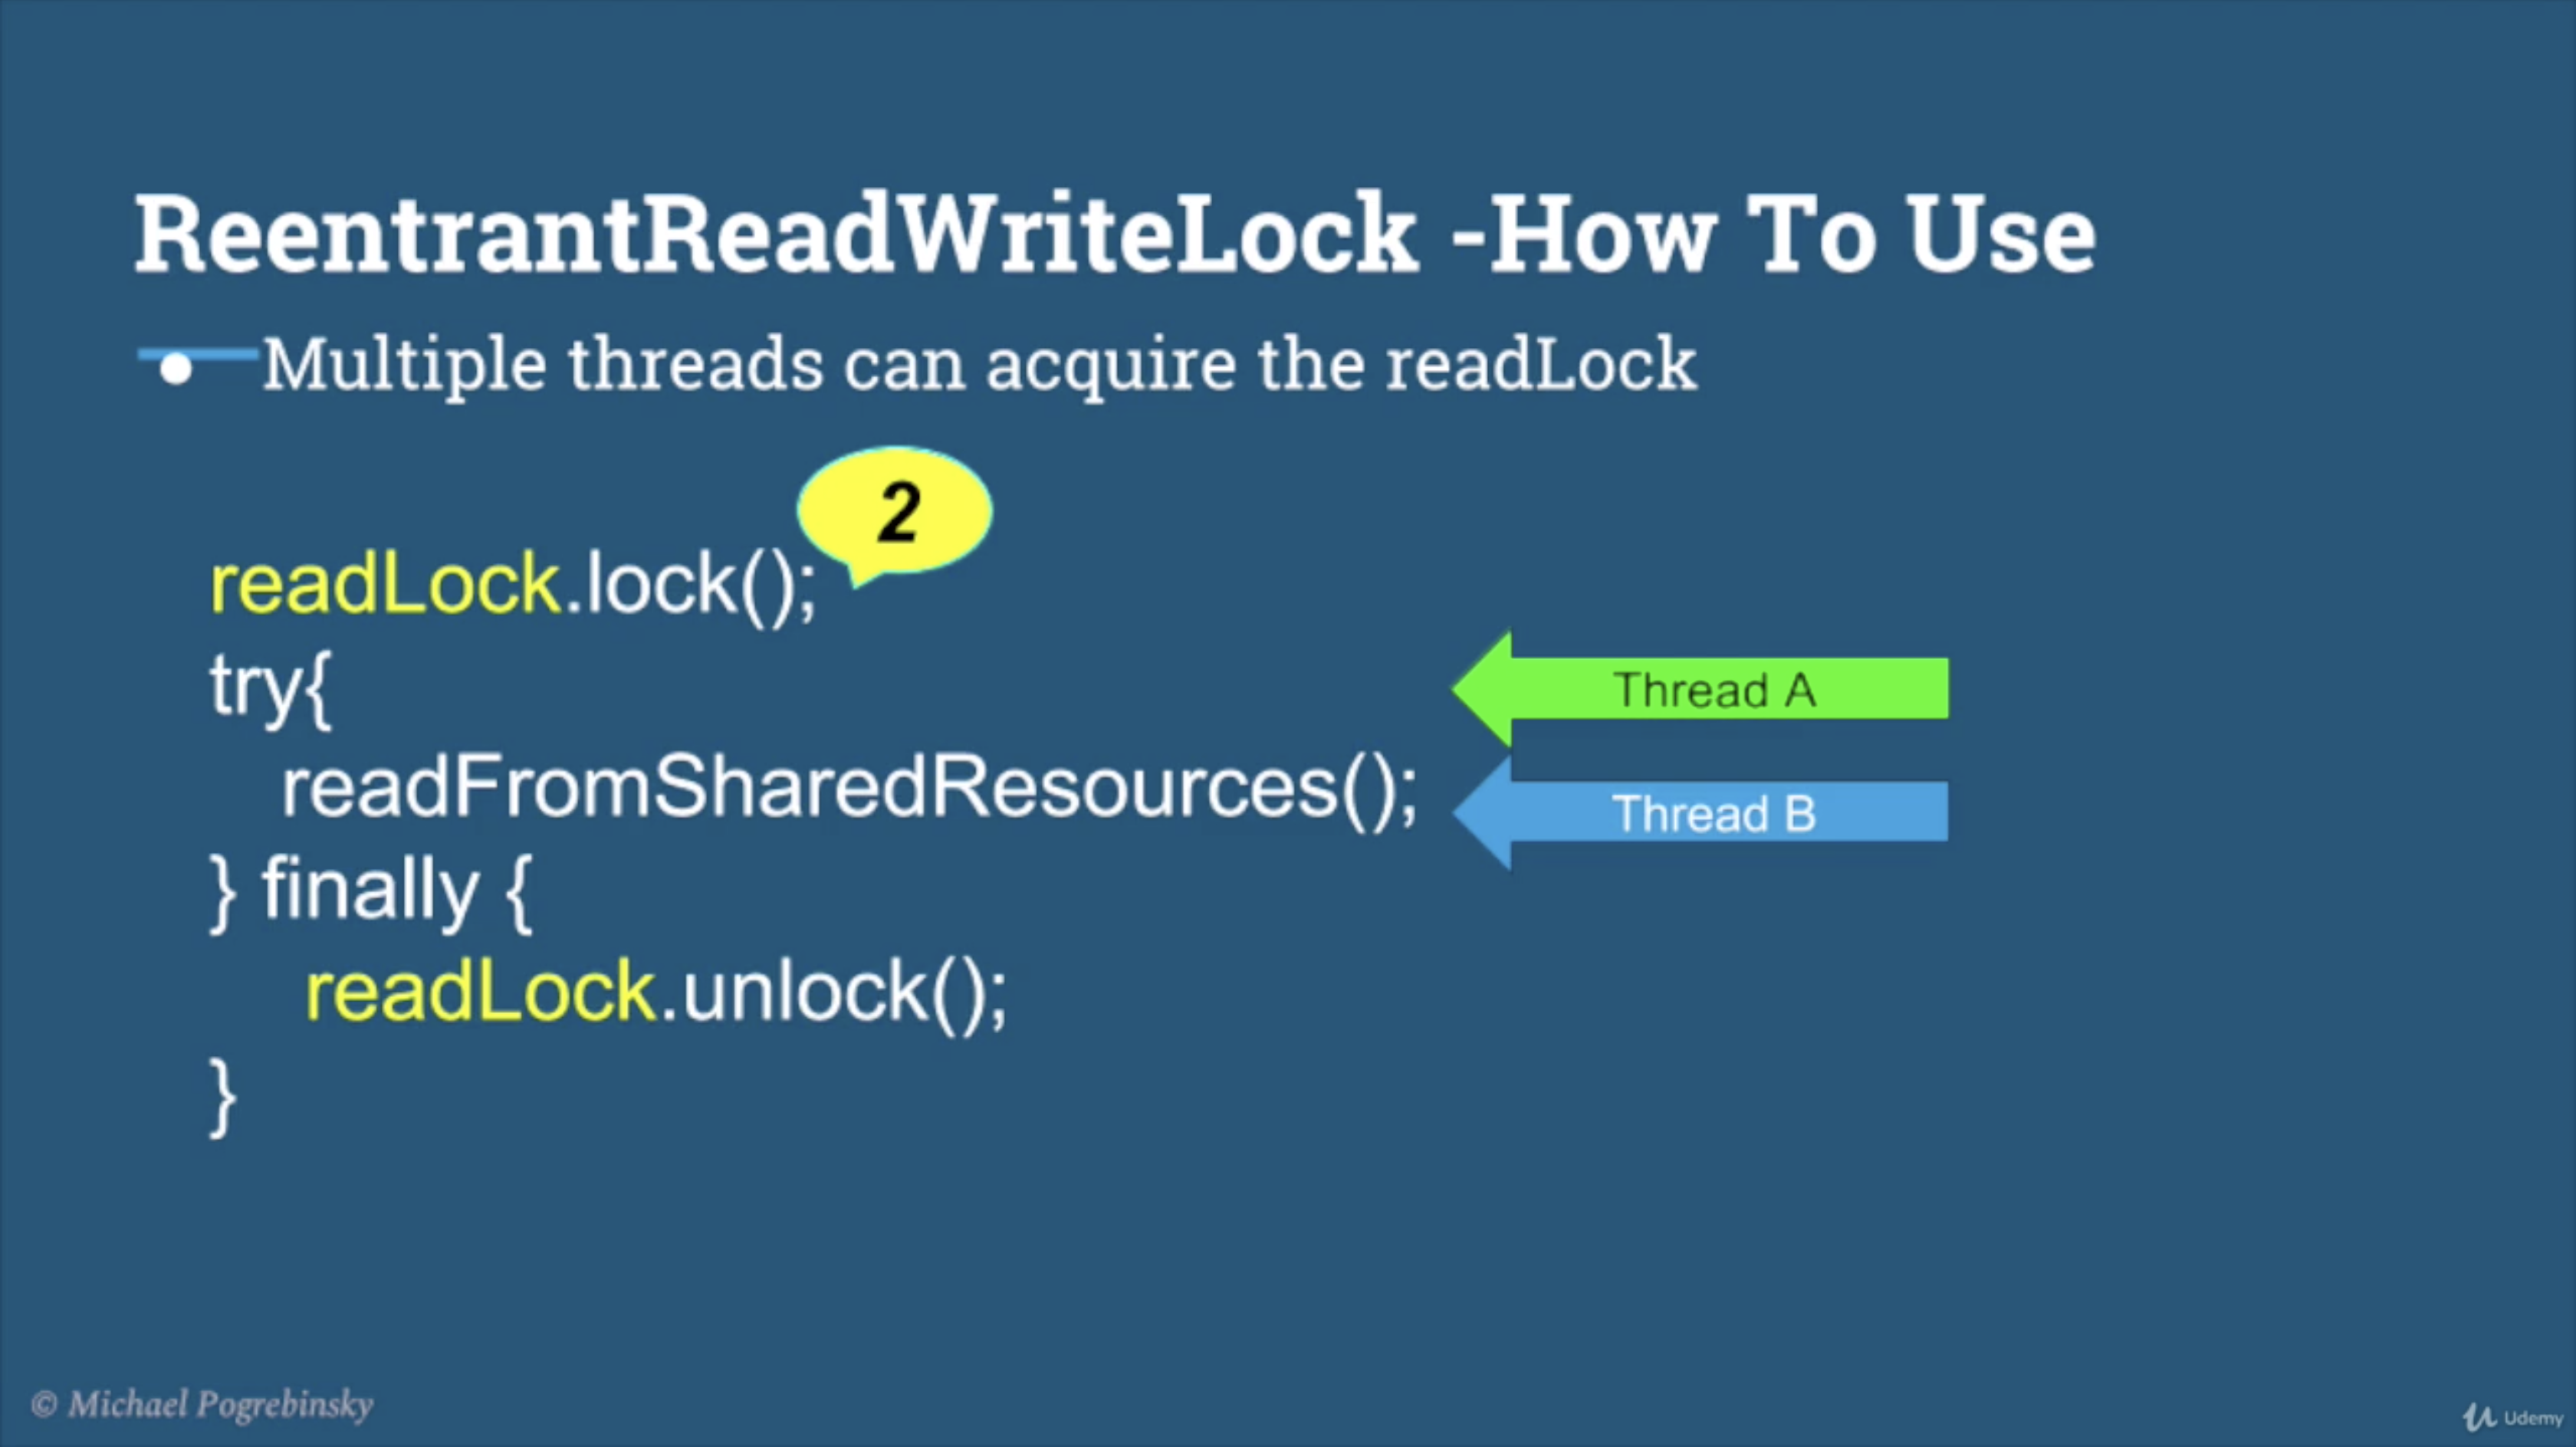 ReentrantReadWriteLock -How To Use
Multiple threads can acquire the readLock
2
readLock.lock();
try{
Thread A
readFromSharedResources();
Thread B
} finally {
readLock.unlock();
}
© Michael Pogrebinsky
Udemy